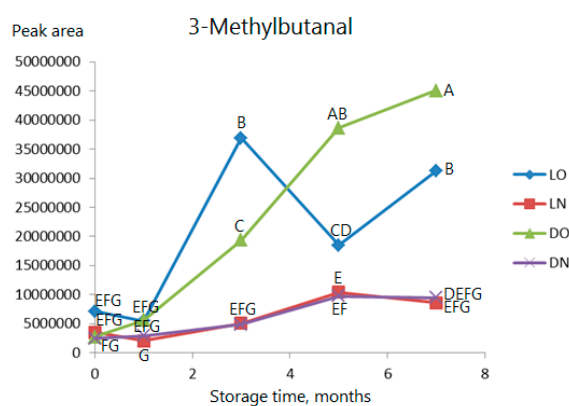 Peak area
3-Methylbutanal
50000000
45000000
40000000
35000000
30000000
25000000
20000000
15000000
10000000
5000000
0
A
AB
B
B
C
CD
E
EF
DEFG
EFG
EFG
EFG
EFG
EFG
EFG
FG
G
LO
LN
DO
DN
0 2 4 6 8
Storage time, months